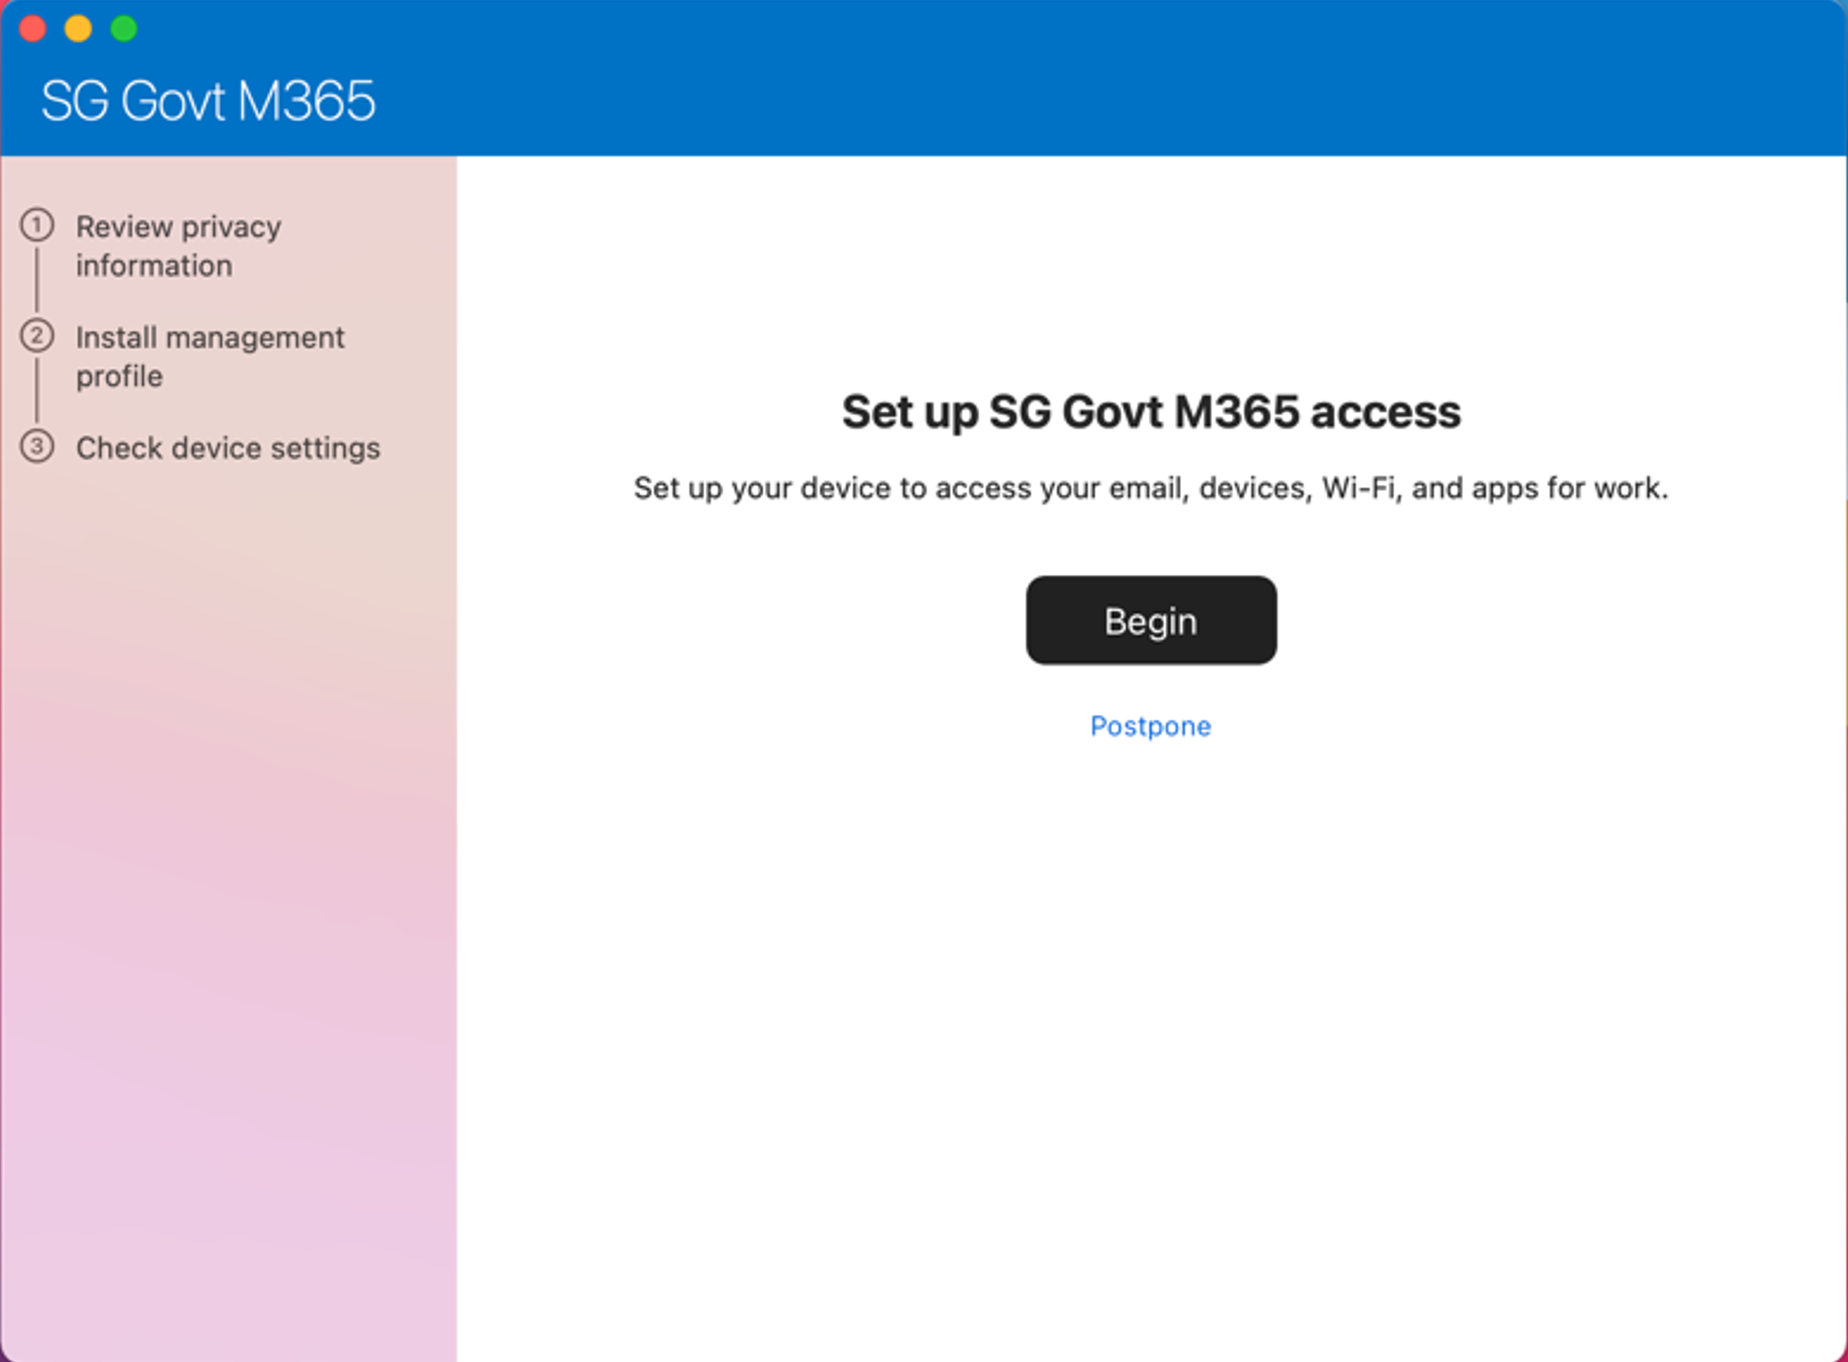 SG Govt M365
1 Review privacy
information
2 Install management
profile
3 Check device settings
Set up SG Govt M365 access
Set up your device to access your email, devices, Wi-Fi, and apps for work.
Begin
Postpone